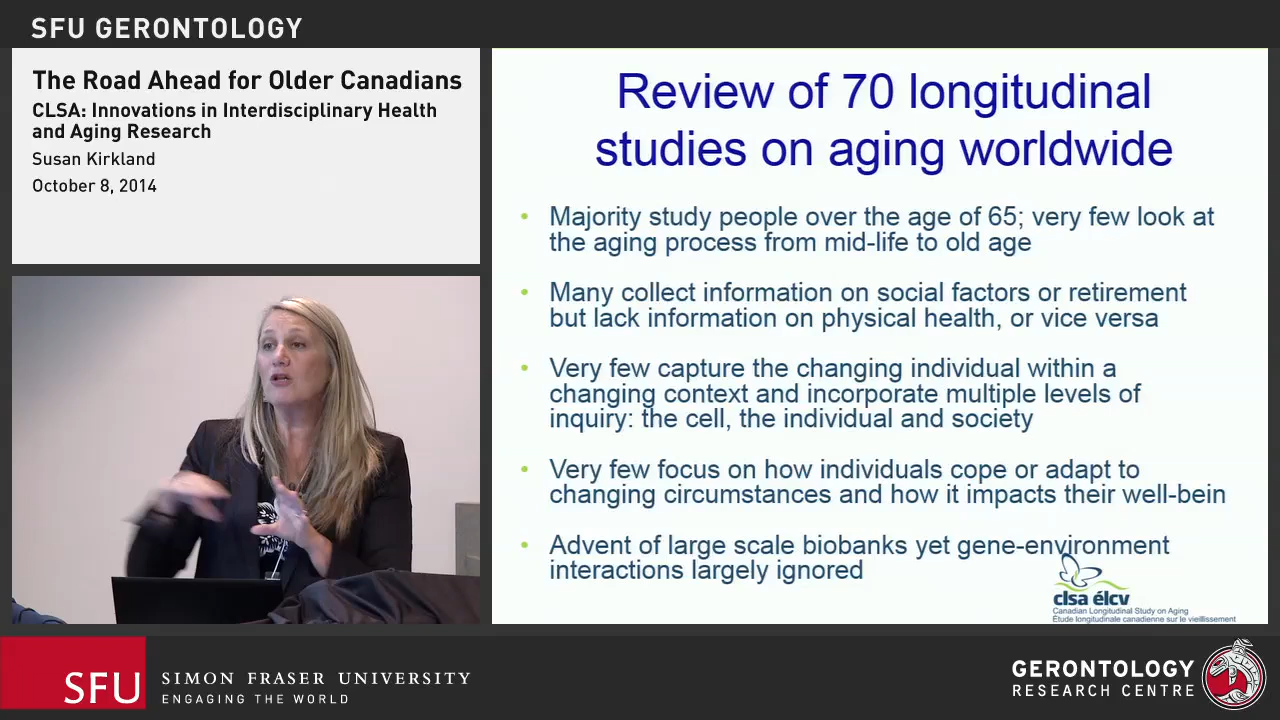 SFU GERONTOLOGY
The Road Ahead for Older Canadians
CLSA: Innovations in Interdisciplinary Health
and Aging Research
Susan Kirkland
October 8, 2014
Review of 70 longitudinal
studies on aging worldwide
• Majority study people over the age of 65; very few look at
the aging process from mid-life to old age
• Many collect information on social factors or retirement
but lack information on physical health, or vice versa
• Very few capture the changing individual within a
changing context and incorporate multiple levels of
inquiry: the cell, the individual and society
• Very few focus on how individuals cope or adapt to
changing circumstances and how it impacts their well-bein
• Advent of large scale biobanks yet gene-environment
interactions largely ignored
clsa élcv
Canadian Longitudinal Study on Aging
Étude longitudinale canadienne sur le vieillissement
SFU
SIMON FRASER UNIVERSITY
ENGAGING THE WORLD
GERONTOLOGY
RESEARCH CENTRE